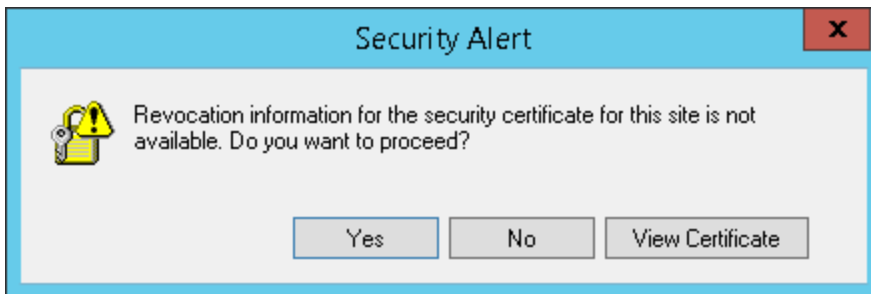 Security Alert
x
Revocation information for the security certificate for this site is not
available. Do you want to proceed?
Yes
No
View Certificate